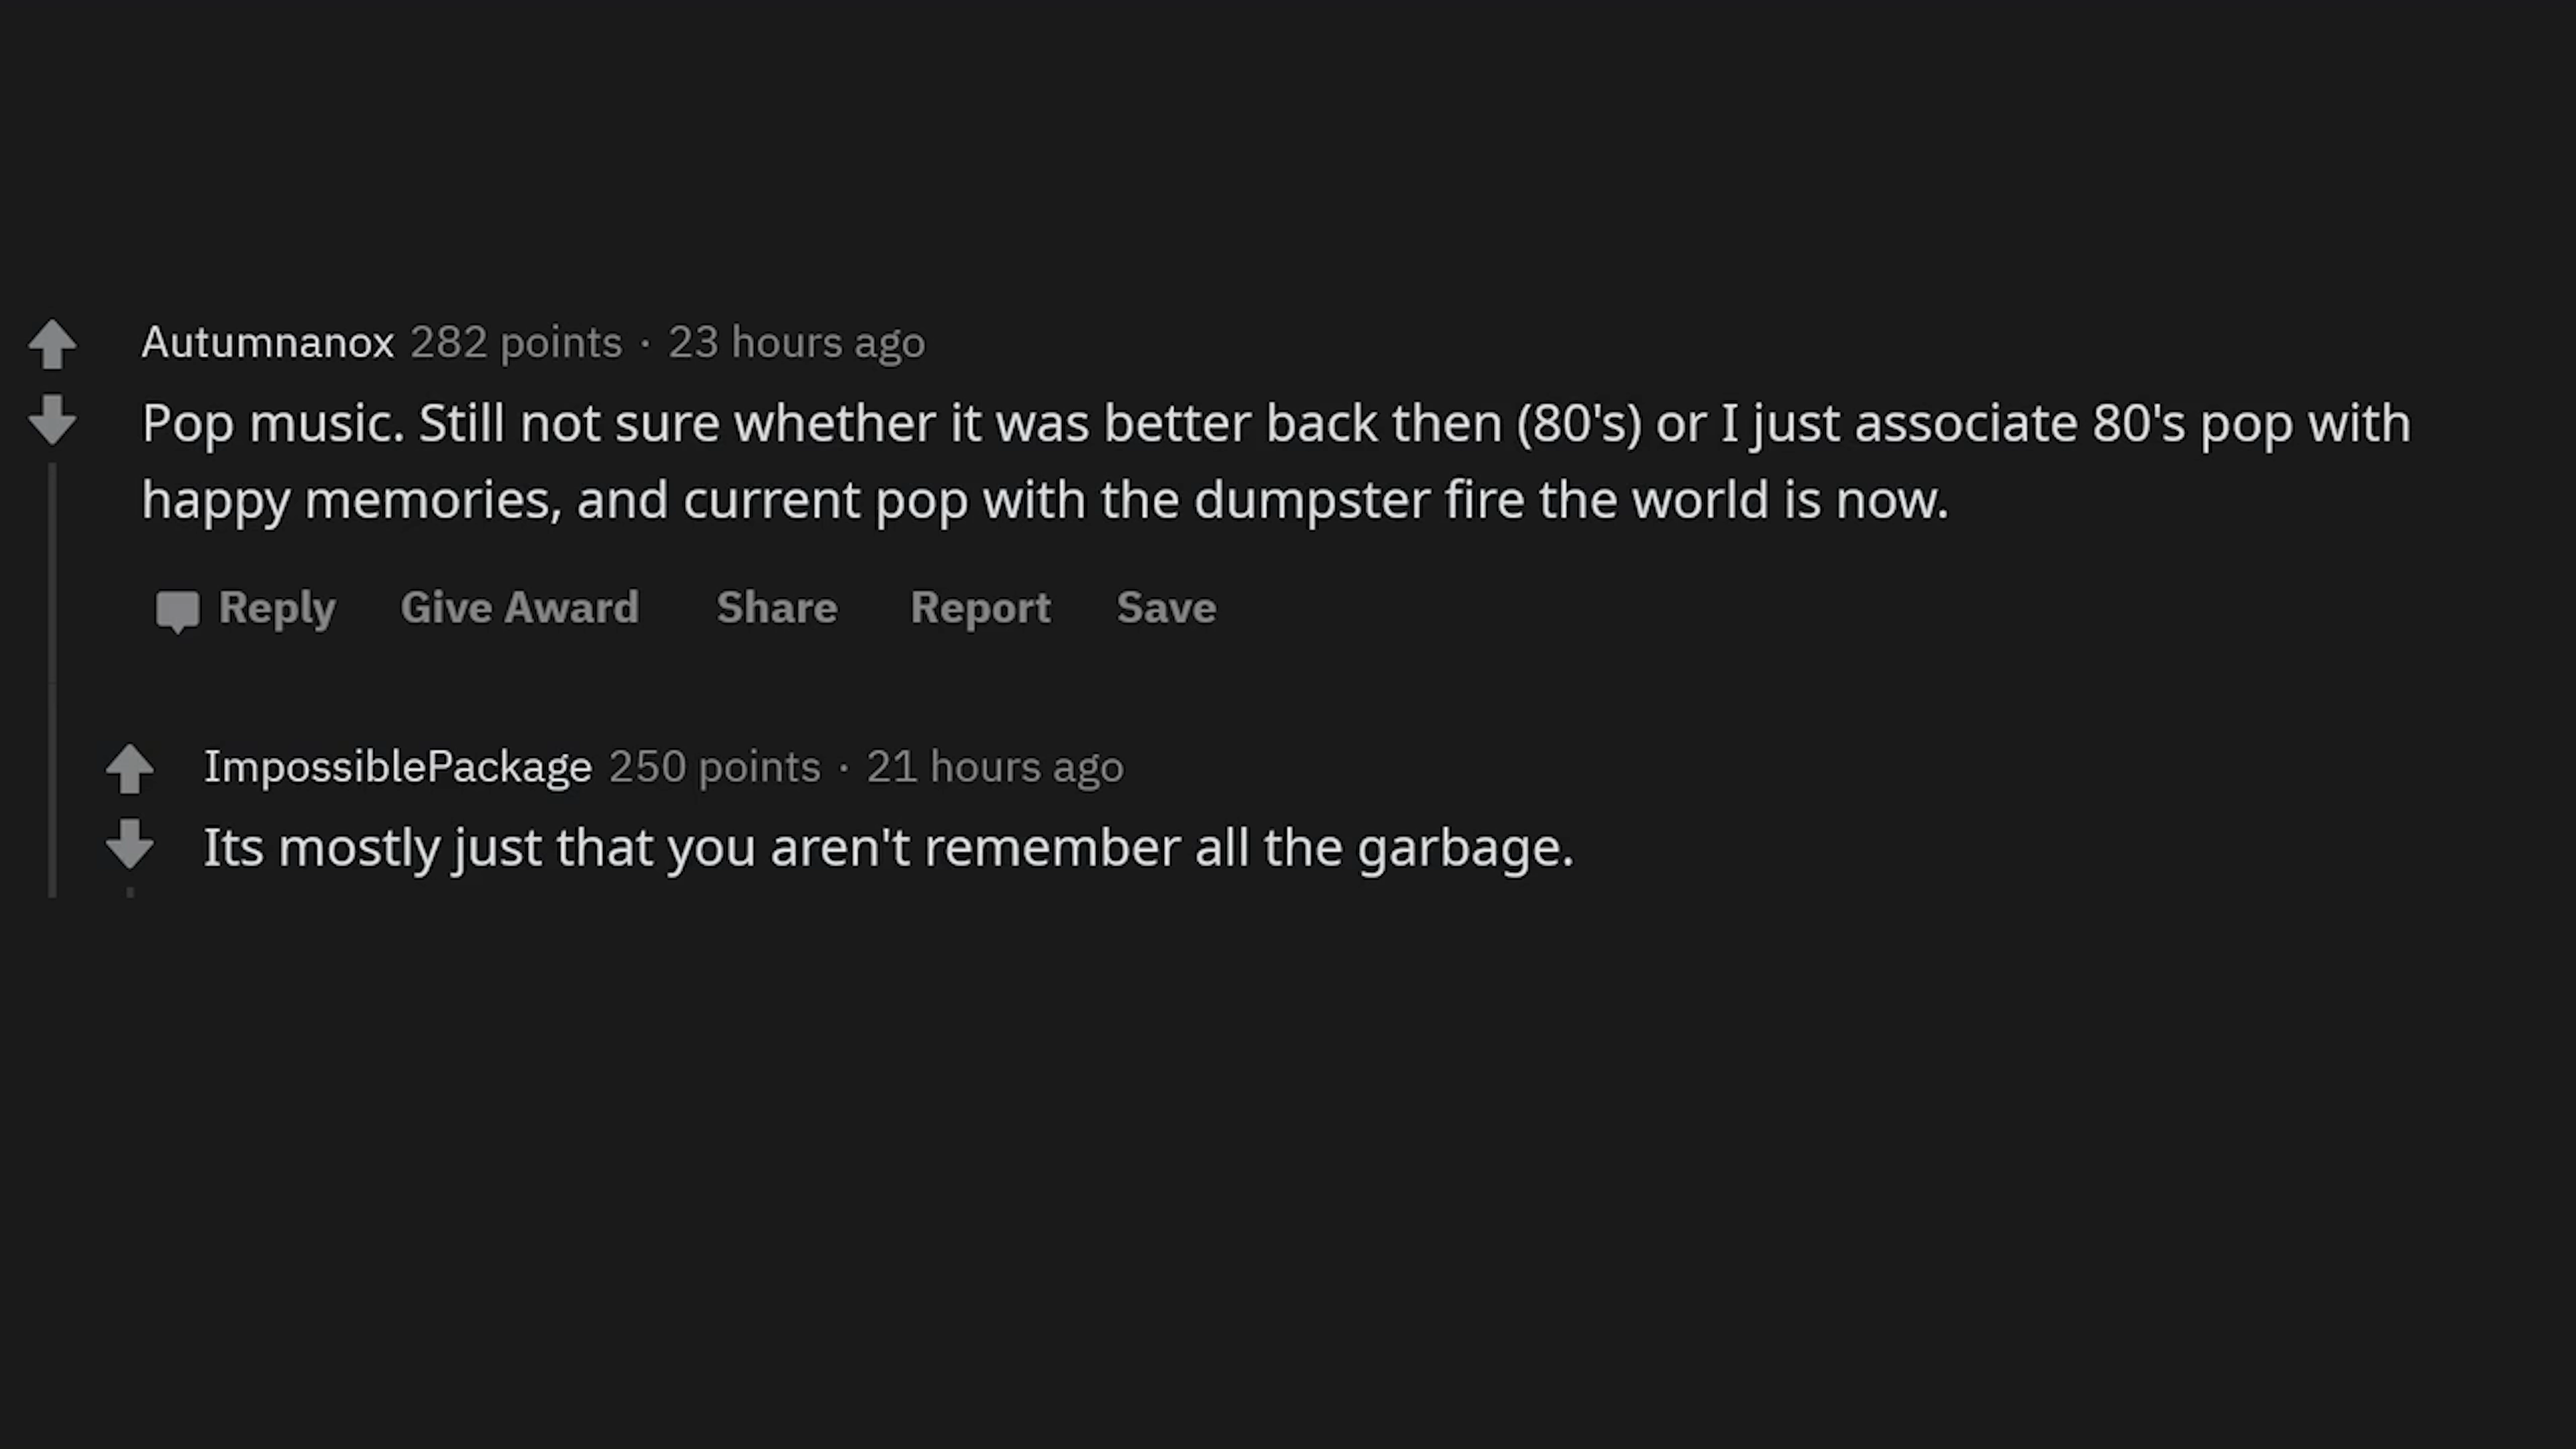 Autumnanox 282 points · 23 hours ago
Pop music. Still not sure whether it was better back then (80's) or I just associate 80's pop with
happy memories, and current pop with the dumpster fire the world is now.
Reply Give Award Share Report Save
ImpossiblePackage 250 points · 21 hours ago
Its mostly just that you aren't remember all the garbage.